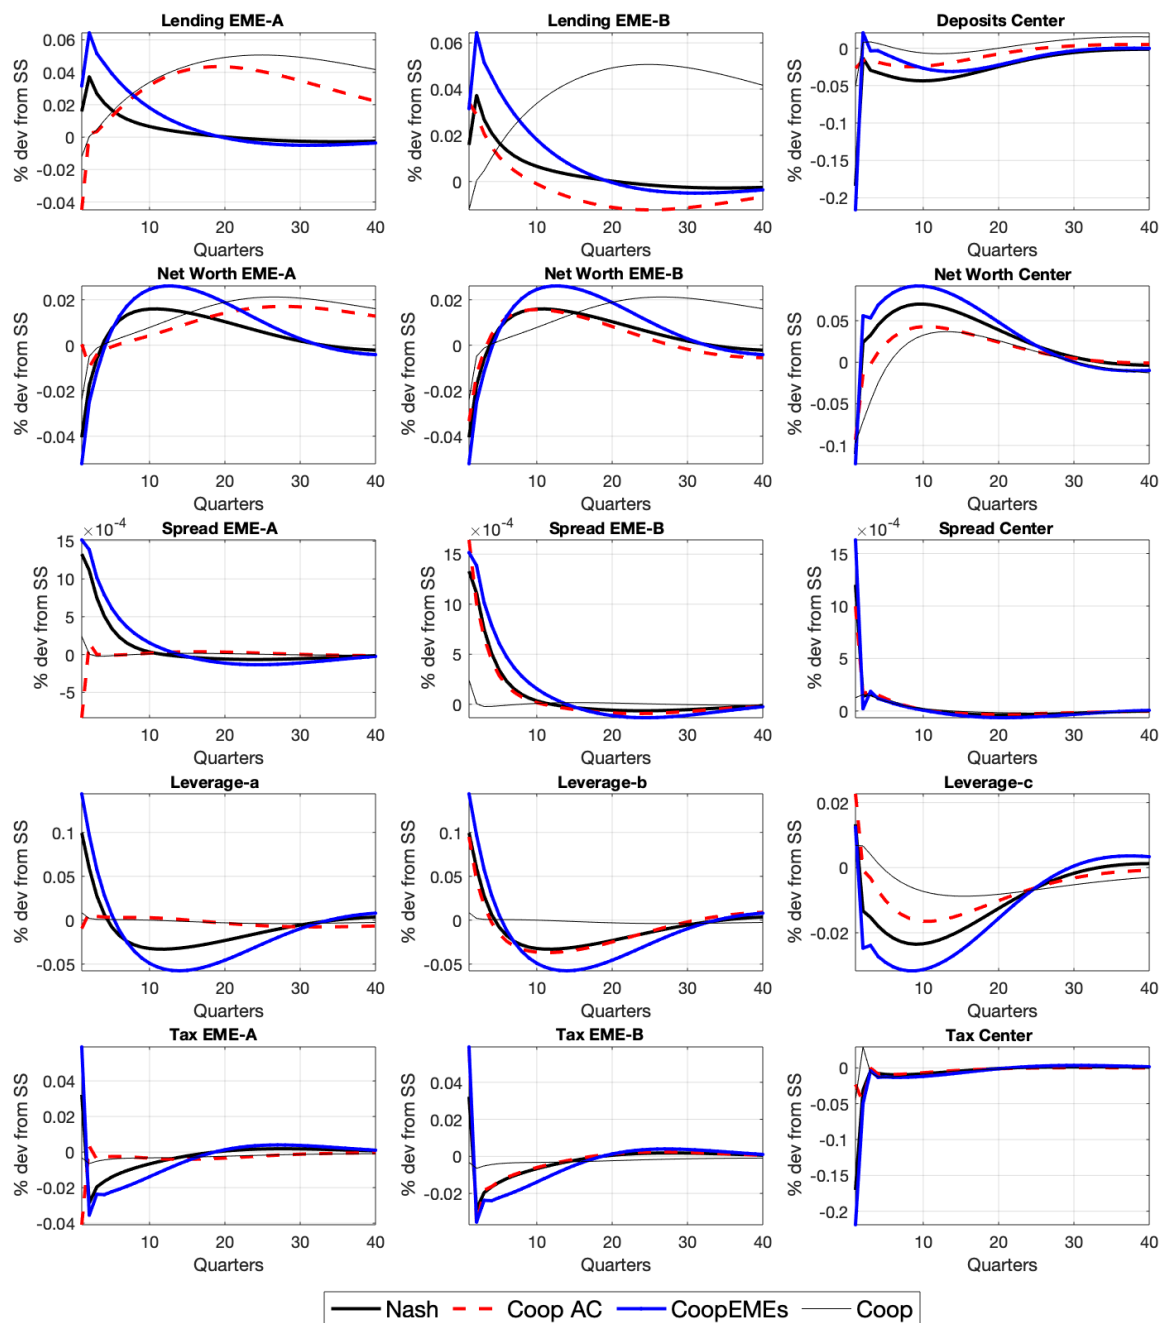 Lending EME-A
% dev from SS
0.06
0.04
0.02
0
-0.02
-0.04
10 20 30 40
Quarters
Lending EME-B
% dev from SS
0.06
0.04
0.02
0
10 20 30 40
Quarters
Deposits Center
% dev from SS
0
-0.05
-0.1
-0.15
-0.2
10 20 30 40
Quarters
Net Worth EME-A
% dev from SS
0.02
0
-0.02
-0.04
10 20 30 40
Quarters
Net Worth EME-B
% dev from SS
0.02
0
-0.02
-0.04
10 20 30 40
Quarters
Net Worth Center
% dev from SS
0.05
0
-0.05
-0.1
10 20 30 40
Quarters
×10-4
Spread EME-A
% dev from SS
15
10
5
0
-5
10 20 30 40
Quarters
×10-4
Spread EME-B
% dev from SS
15
10
5
0
10 20 30 40
Quarters
×10-4
Spread Center
% dev from SS
15
10
5
0
10 20 30 40
Quarters
Leverage-a
% dev from SS
0.1
0.05
0
-0.05
10 20 30 40
Quarters
Leverage-b
% dev from SS
0.1
0.05
0
-0.05
10 20 30 40
Quarters
Leverage-c
% dev from SS
0.02
0
-0.02
10 20 30 40
Quarters
Tax EME-A
% dev from SS
0.04
0.02
0
-0.02
-0.04
10 20 30 40
Quarters
Tax EME-B
% dev from SS
0.04
0.02
0
-0.02
10 20 30 40
Quarters
Tax Center
% dev from SS
0
-0.05
-0.1
-0.15
-0.2
10 20 30 40
Quarters
Nash Coop AC CoopEMEs Coop